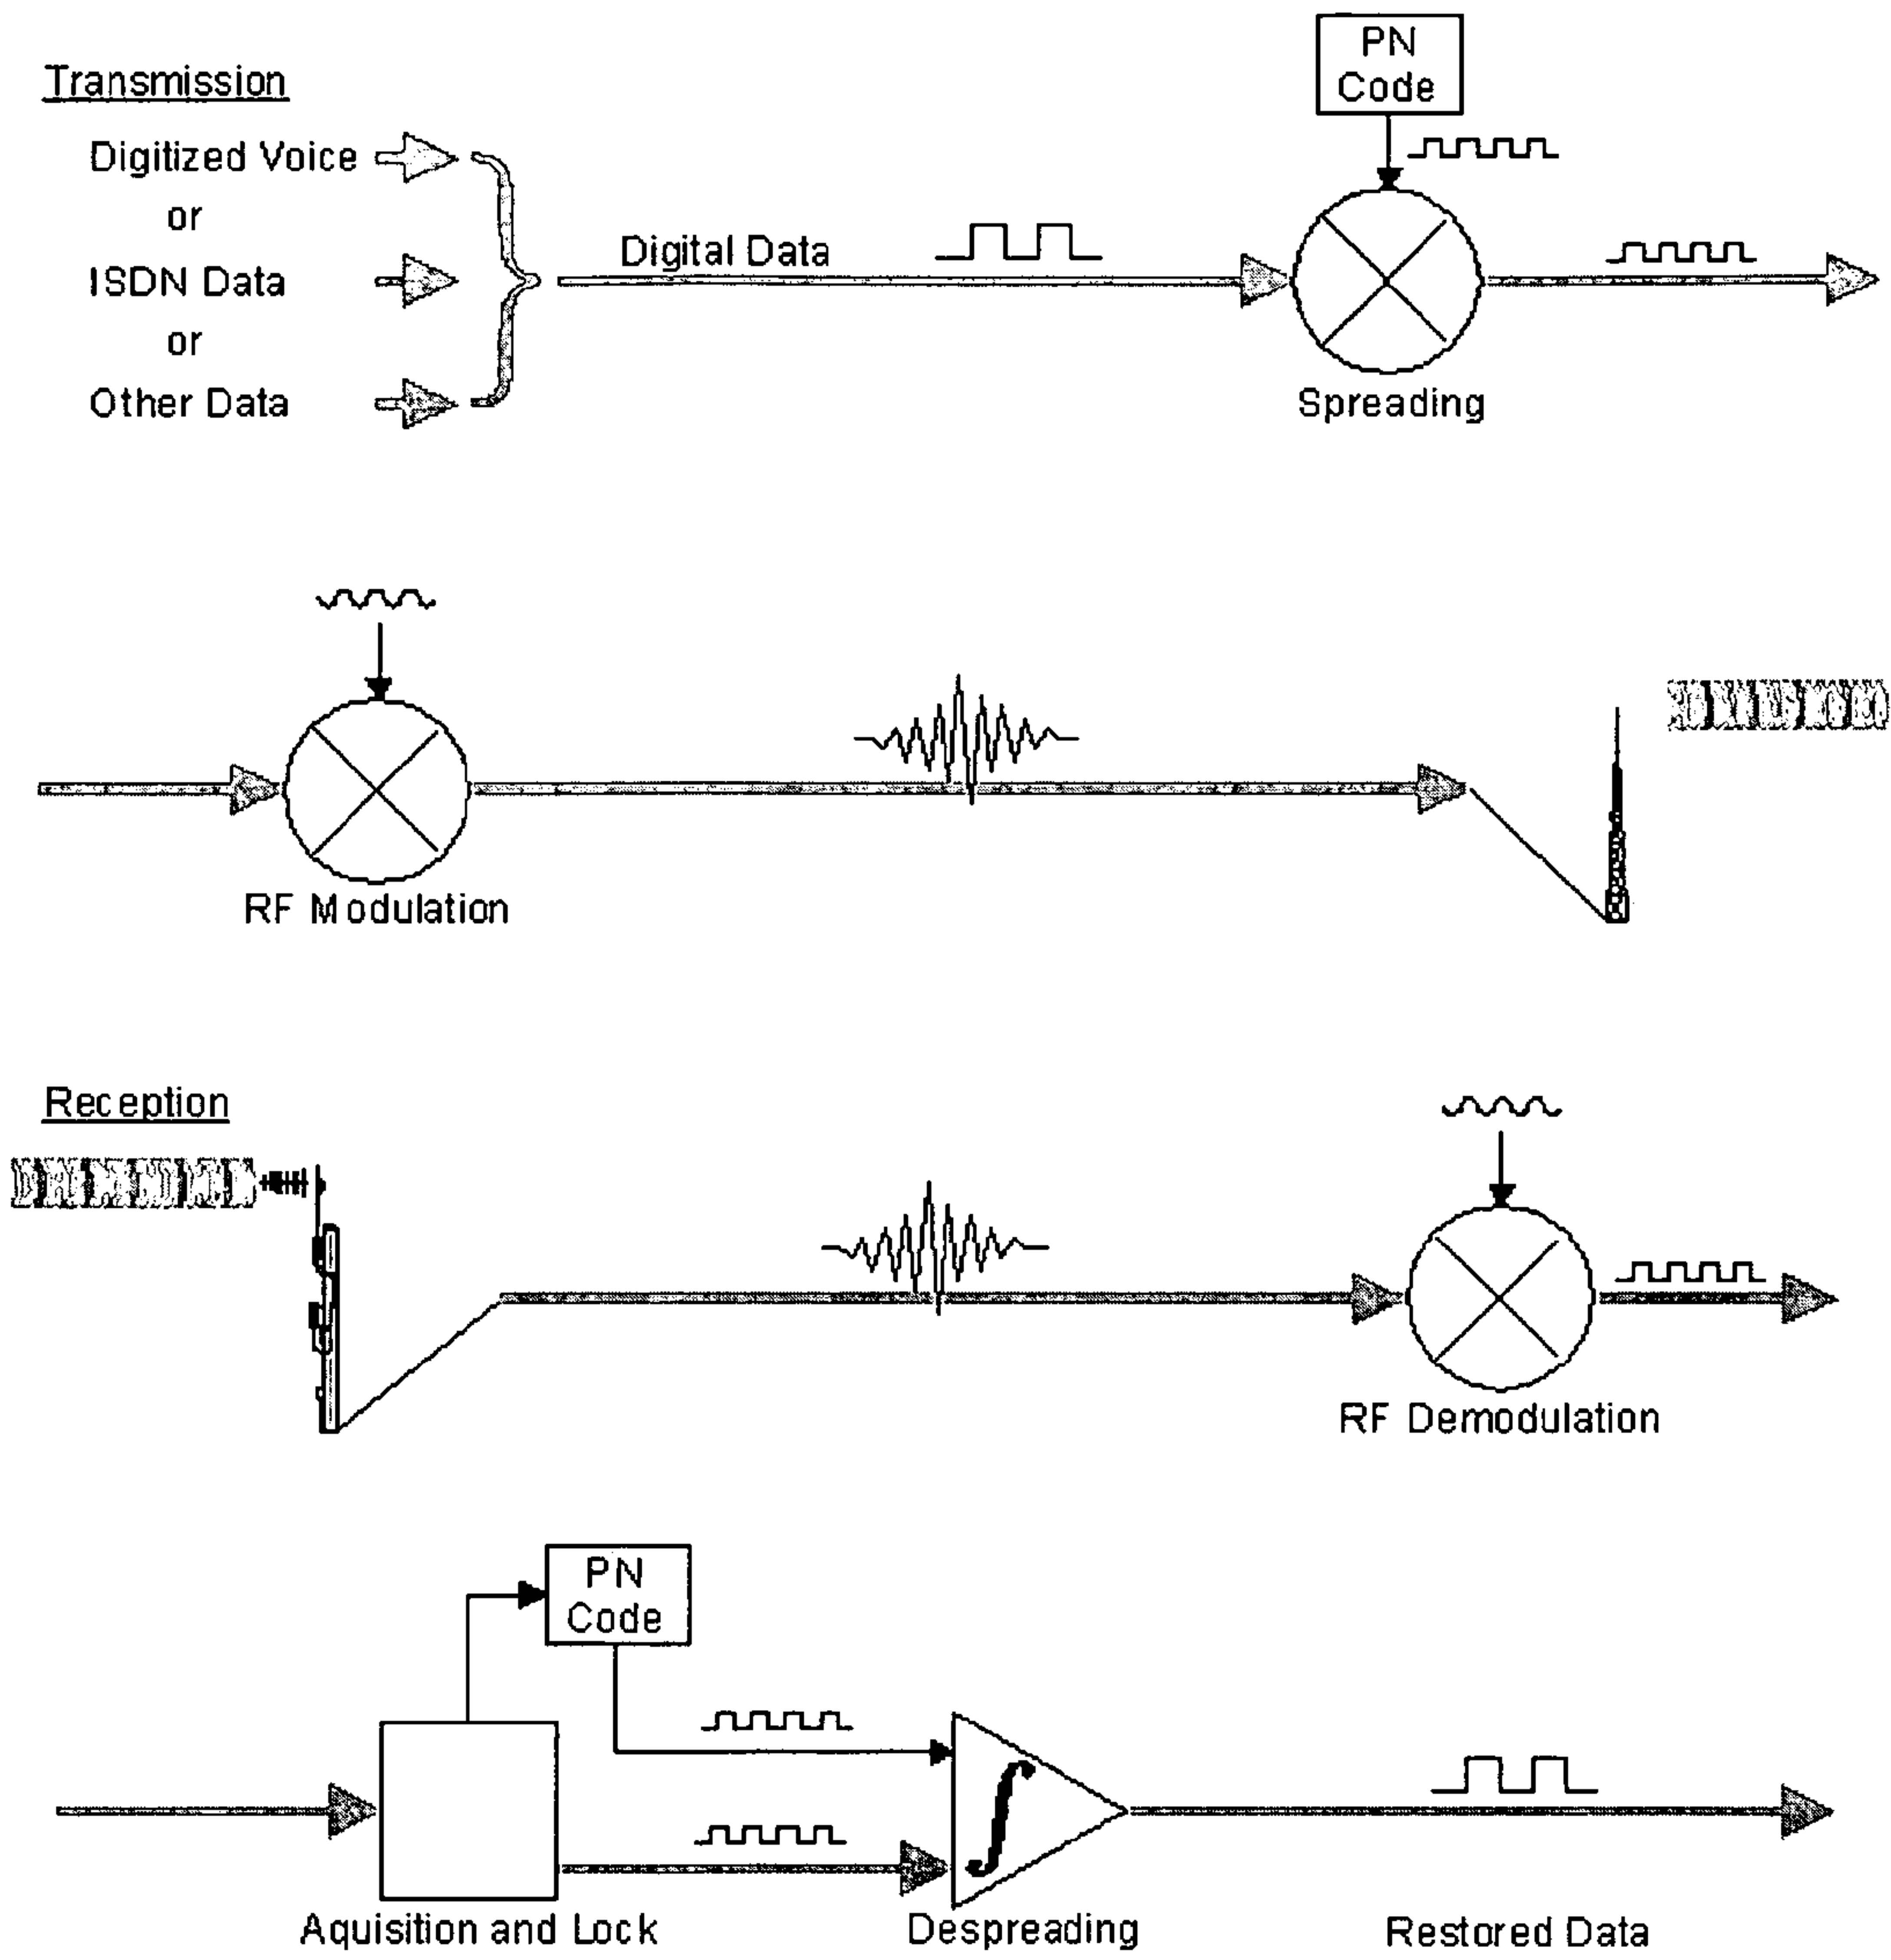 PN
Code
Transmission
Digitized Voice
or
ISDN Data
or
Other Data
Digital Data
Spreading
RF Modulation
Reception
RF Demodulation
PN
Code
Aquisition and Lock
Despreading
Restored Data